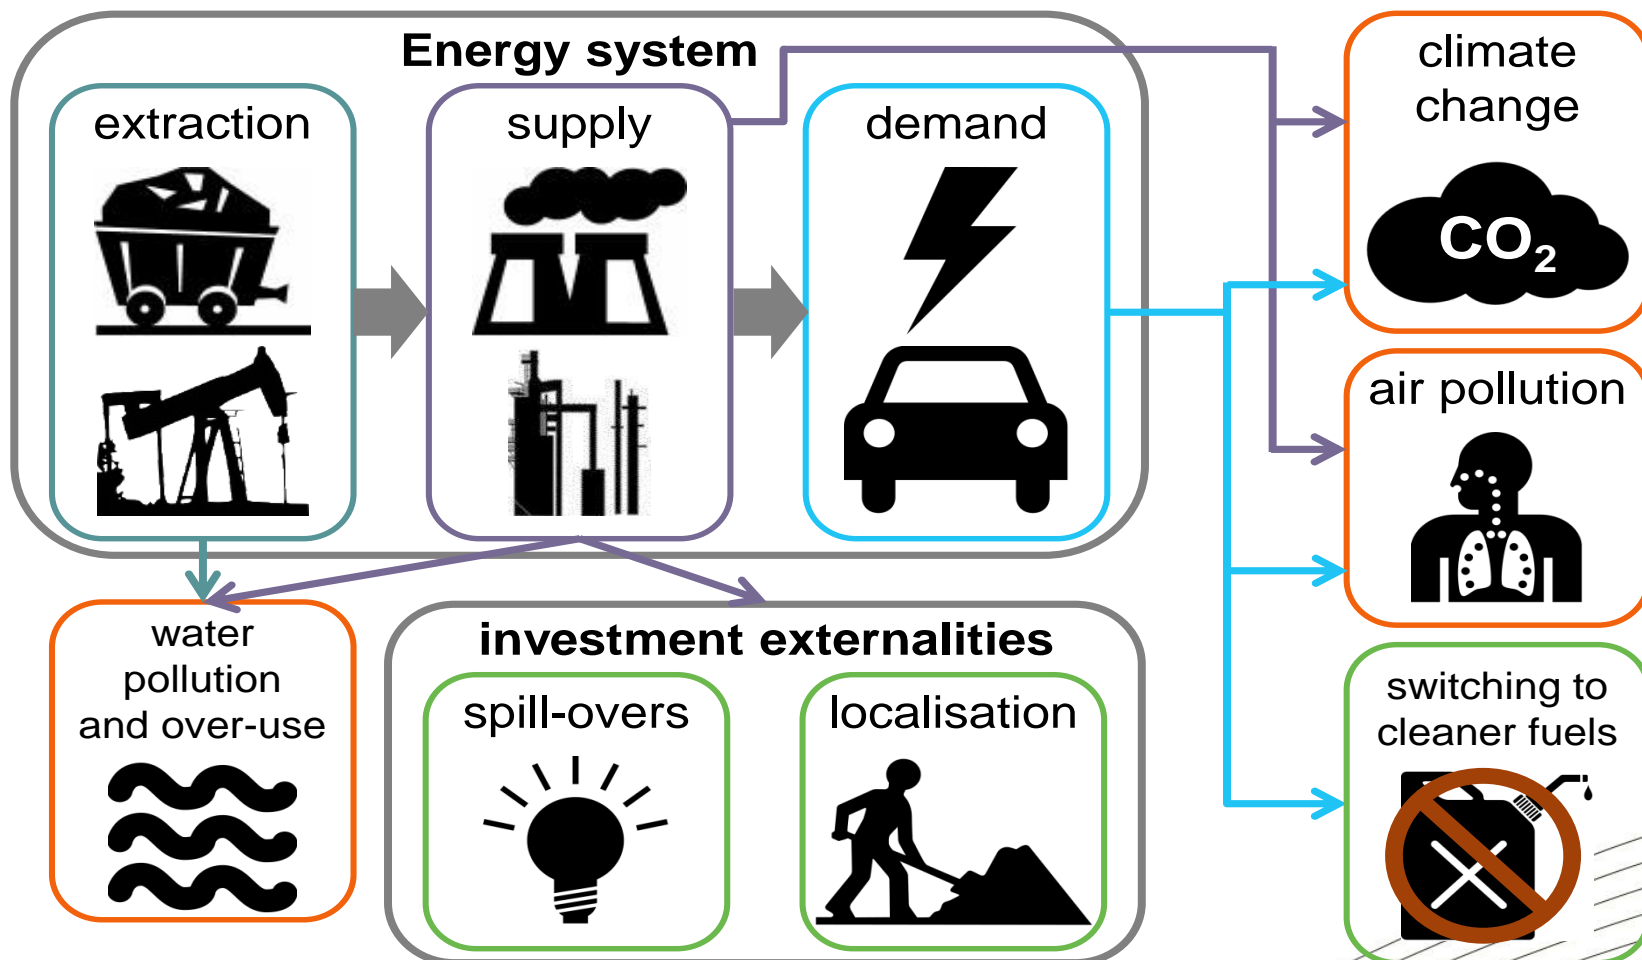 Energy system
extraction
supply
demand
climate
change
CO₂
air pollution
water
pollution
and over-use
investment externalities
spill-overs
localisation
switching to
cleaner fuels